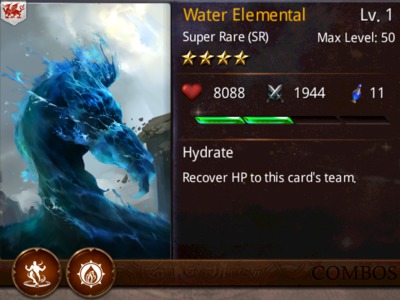 Water Elemental Lv. 1
Super Rare (SR) Max Level: 50
8088 1944 11
Hydrate
Recover HP to this card's team.
COMBOS